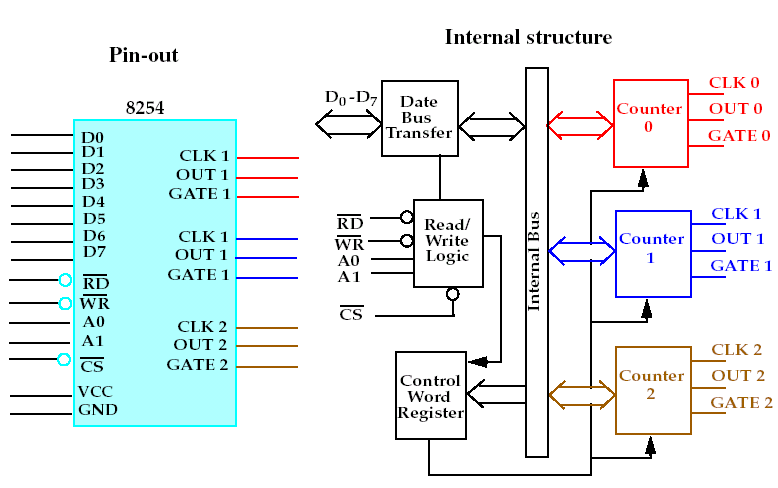 Pin-out
8254
D0
D1
D2
D3
D4
D5
D6
D7
RD
WR
A0
A1
CS
VCC
GND
CLK 1
OUT 1
GATE 1
CLK 1
OUT 1
GATE 1
CLK 2
OUT 2
GATE 2
Internal structure
D0-D7
Date
Bus
Transfer
RD
WR
A0
A1
CS
Read/
Write
Logic
Control
Word
Register
Internal Bus
Counter
0
CLK 0
OUT 0
GATE 0
Counter
1
CLK 1
OUT 1
GATE 1
Counter
2
CLK 2
OUT 2
GATE 2